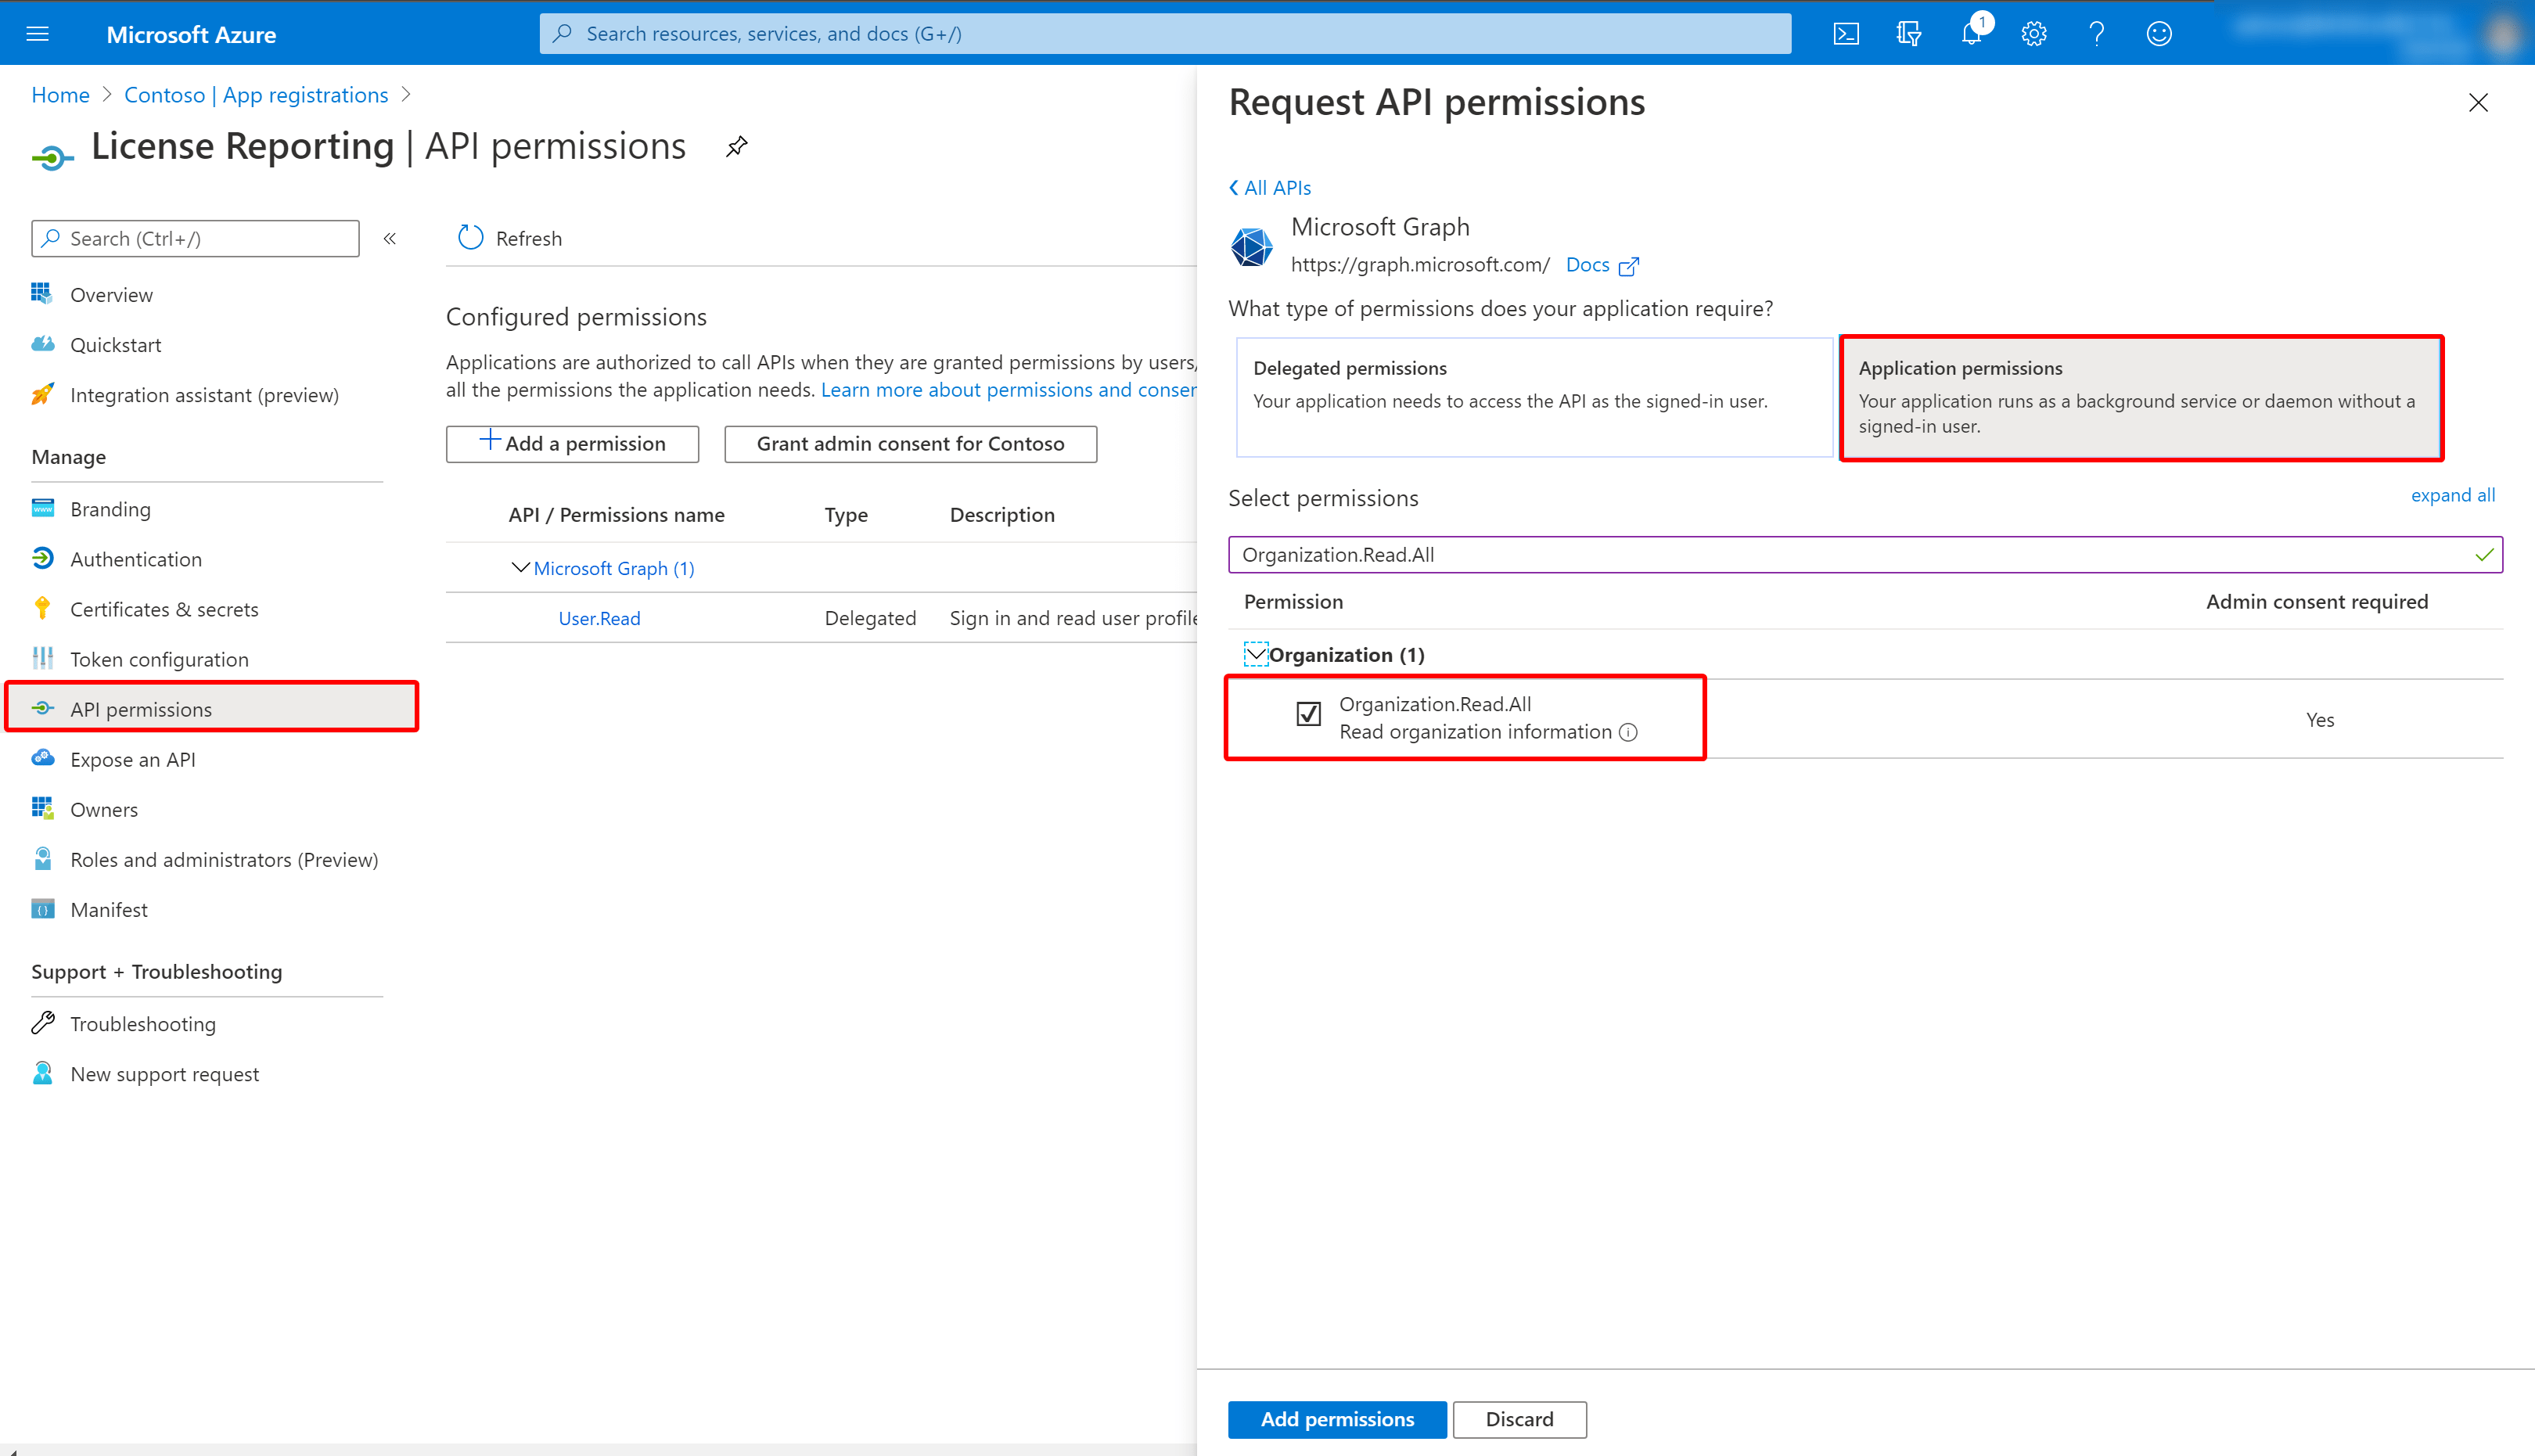 Microsoft Azure
Search resources, services, and docs (G+/)
1
Home > Contoso | App registrations >
License Reporting | API permissions
Search (Ctrl+/)
Overview
Quickstart
Integration assistant (preview)
Manage
Branding
Authentication
Certificates & secrets
Token configuration
API permissions
Expose an API
Owners
Roles and administrators (Preview)
Manifest
Support + Troubleshooting
Troubleshooting
New support request
Refresh
Configured permissions
Applications are authorized to call APIs when they are granted permissions by users,
all the permissions the application needs. Learn more about permissions and consen
Add a permission
Grant admin consent for Contoso
API / Permissions name Type Description
Microsoft Graph (1)
User.Read Delegated Sign in and read user profile
Request API permissions
All APIs
Microsoft Graph
https://graph.microsoft.com/ Docs
What type of permissions does your application require?
Delegated permissions
Your application needs to access the API as the signed-in user.
Application permissions
Your application runs as a background service or daemon without a
signed-in user.
Select permissions
expand all
Organization.Read.All
Permission Admin consent required
Organization (1)
Organization.Read.All
Read organization information
Yes
Add permissions
Discard